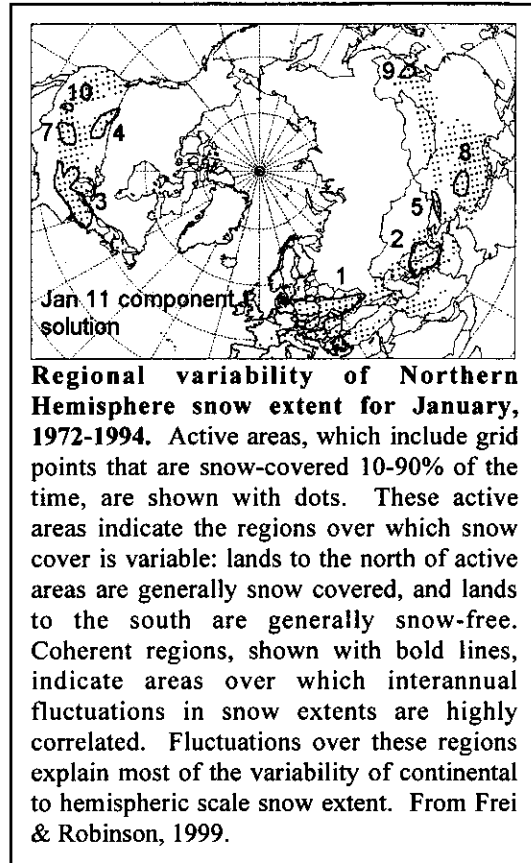 10
9
7
4
8
3
5
2
1
Jan 11 component
solution
Regional variability of Northern
Hemisphere snow extent for January,
1972-1994. Active areas, which include grid
points that are snow-covered 10-90% of the
time, are shown with dots. These active
areas indicate the regions over which snow
cover is variable: lands to the north of active
areas are generally snow covered, and lands
to the south are generally snow-free.
Coherent regions, shown with bold lines,
indicate areas over which interannual
fluctuations in snow extents are highly
correlated. Fluctuations over these regions
explain most of the variability of continental
to hemispheric scale snow extent. From Frei
& Robinson, 1999.